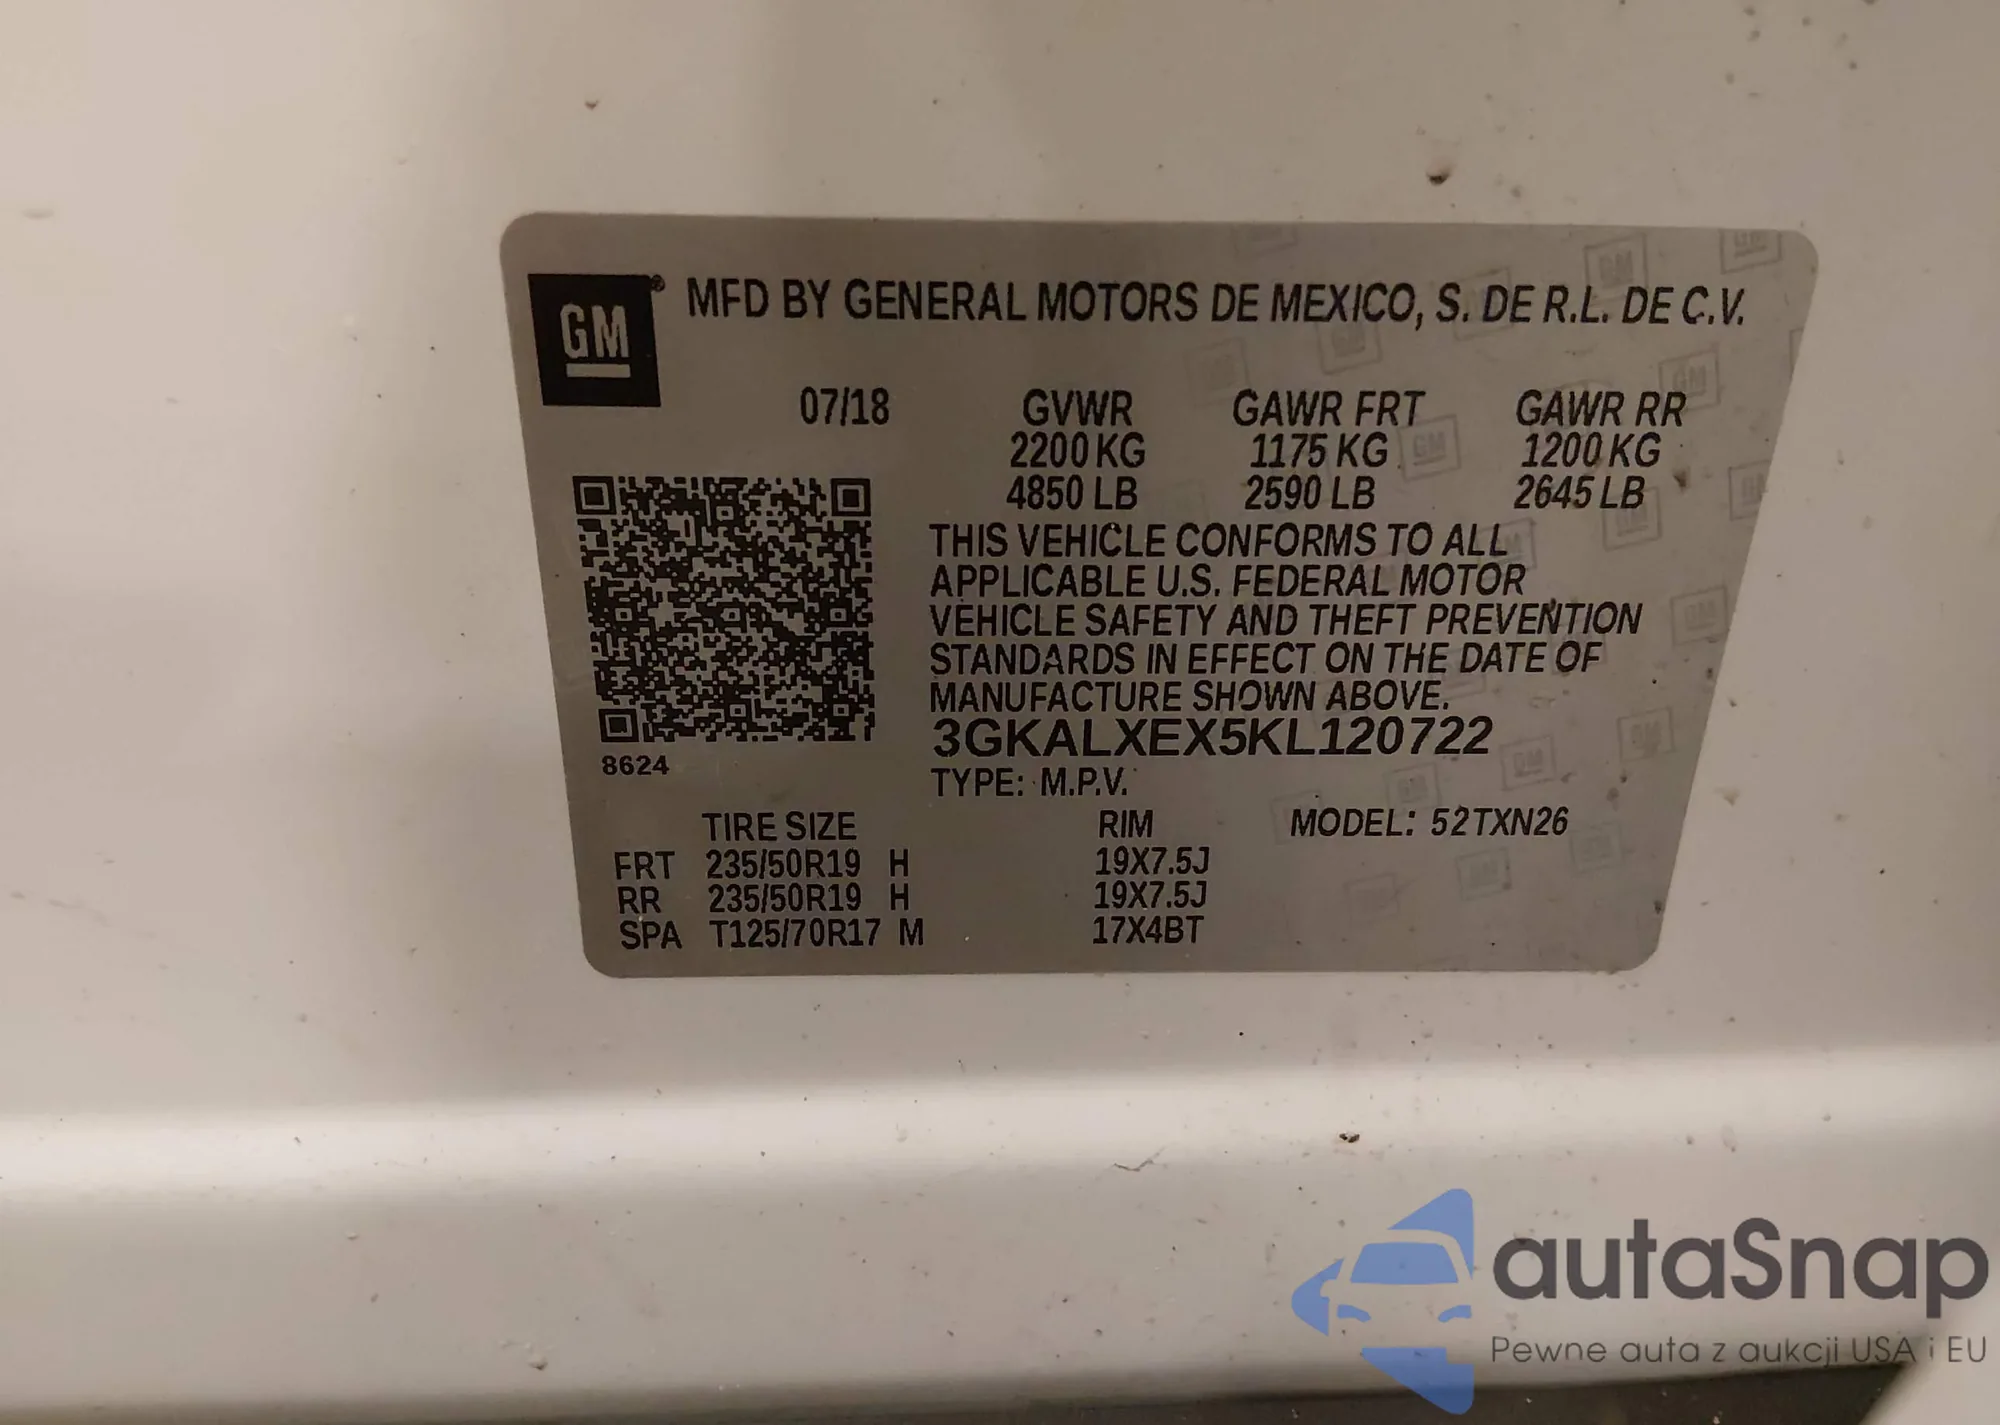 GM® MFD BY GENERAL MOTORS DE MEXICO, S. DE R.L. DE C.V.
07/18 GVWR GAWR FRT GAWR RR
2200 KG 1175 KG 1200 KG
4850 LB 2590 LB 2645 LB
THIS VEHICLE CONFORMS TO ALL
APPLICABLE U.S. FEDERAL MOTOR
VEHICLE SAFETY AND THEFT PREVENTION
STANDARDS IN EFFECT ON THE DATE OF
MANUFACTURE SHOWN ABOVE.
3GKALXEX5KL120722
8624
TYPE: M.P.V.
TIRE SIZE RIM MODEL: 52TXN26
FRT 235/50R19 H 19X7.5J
RR 235/50R19 H 19X7.5J
SPA T125/70R17 M 17X4BT
autaSnap
Pewne auta z aukcji USA i EU